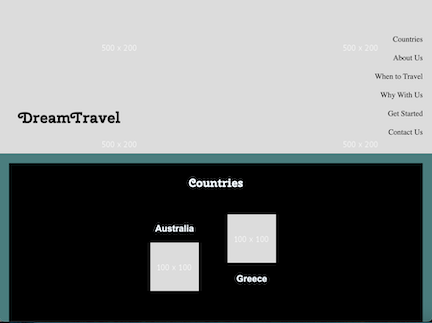 Countries
500 x 200
500 x 200
About Us
When to Travel
Why With Us
Get Started
DreamTravel
Contact Us
500 x 200
500 x 200
Countries
Australia
100 x 100
100 x 100
Greece